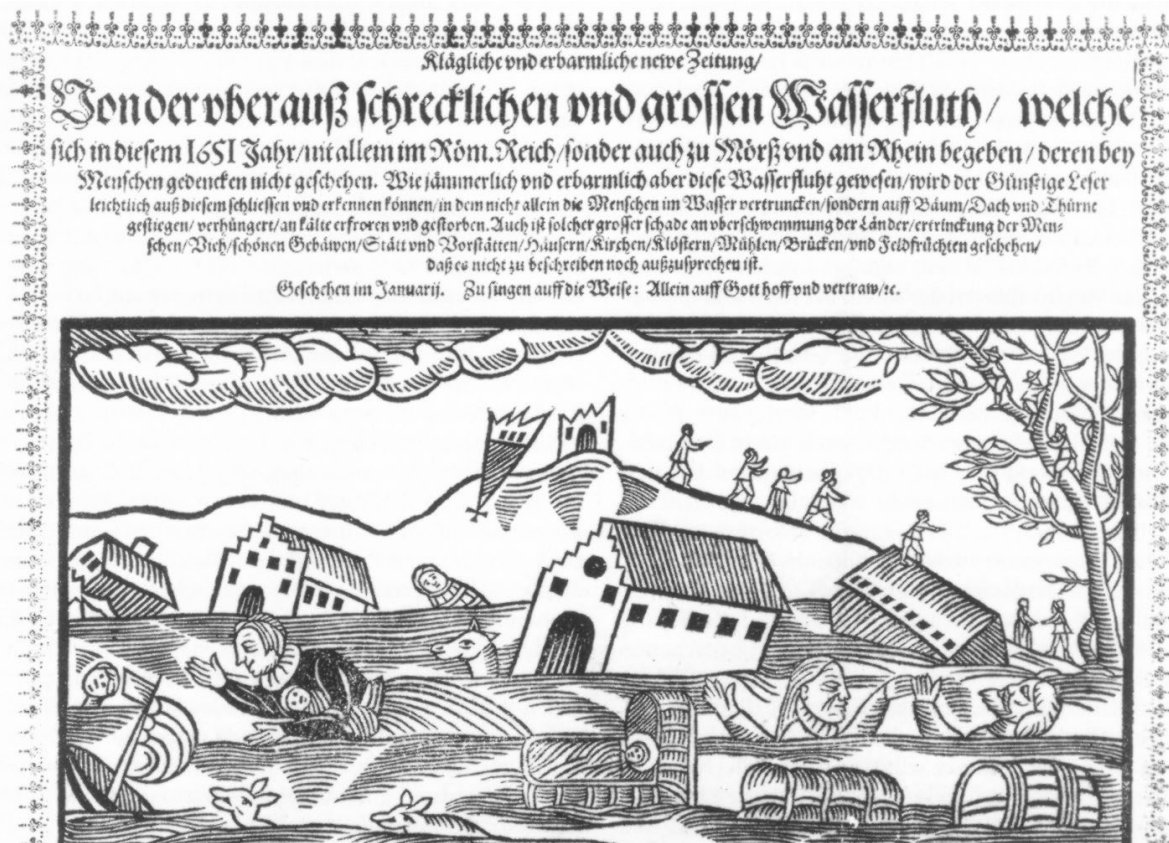 Klägliche vnd erbarmliche newe Zeitung/
Von der vberauß schrecklichen vnd grossen Wasserfluth/ welche
sich in diesem 1651 Jahr/nit allein im Röm. Reich/sonder auch zu Mörß vnd am Rhein begeben/deren bey
Menschen gedencken nicht geschehen. Wie jämmerlich vnd erbarmlich aber diese Wasserfluht gewesen/wird der Günstige Leser
leichtlich auß diesem schliessen vnd erkennen können/in dem nicht allein die Menschen im Wasser vertruncken/sondern auff Bäum/Dach vnd Thürne
gestiegen/verhüngert/an kälte erfroren vnd gestorben. Auch ist solcher grosser schade an vberschwemmung der Länder/ertrinckung der Men-
schen/Vieh/schönen Gebäwen/Stätt vnd Vorstätten/Häusern/Kirchen/Klöstern/Mühlen/Brücken/vnd Feldfrüchten geschehen/
daß es nicht zu beschreiben noch außzusprechen ist.
Geschehen im Januarij. Zu singen auff die Weise: Allein auff Gott hoff vnd vertraw/etc.